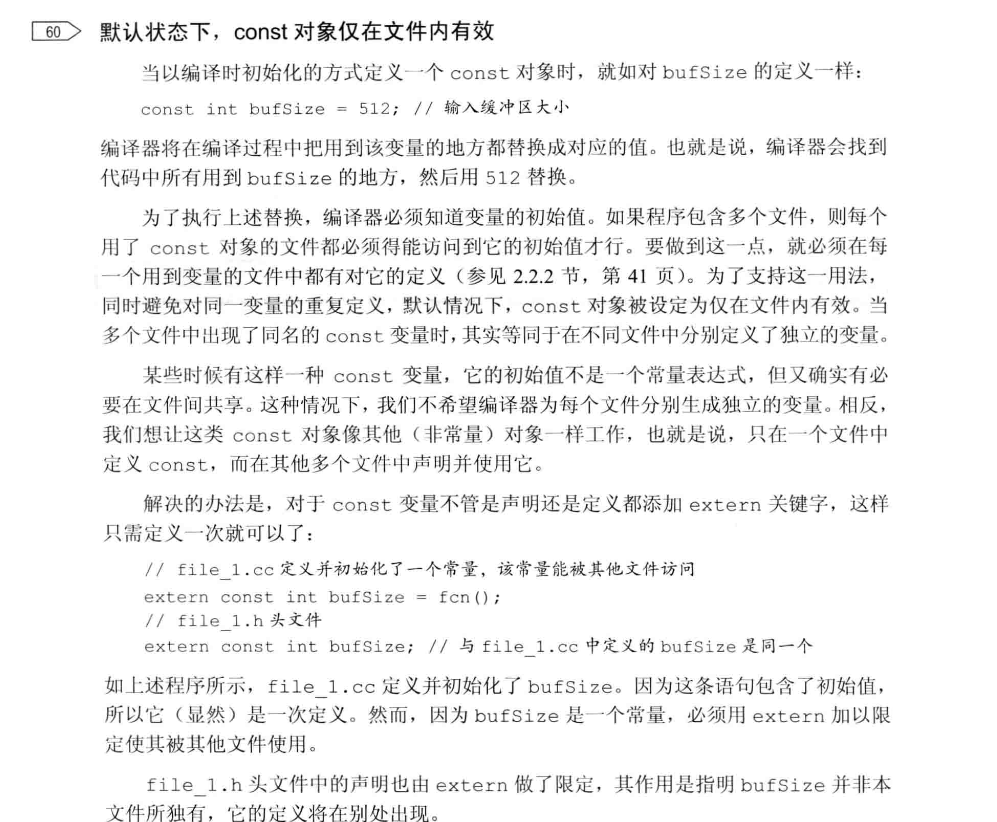 60 默认状态下，const 对象仅在文件内有效
当以编译时初始化的方式定义一个 const 对象时，就如对 bufSize 的定义一样：
const int bufSize = 512; // 输入缓冲区大小
编译器将在编译过程中把用到该变量的地方都替换成对应的值。也就是说，编译器会找到
代码中所有用到 bufSize 的地方，然后用 512 替换。
为了执行上述替换，编译器必须知道变量的初始值。如果程序包含多个文件，则每个
用了 const 对象的文件都必须得能访问到它的初始值才行。要做到这一点，就必须在每
一个用到变量的文件中都有对它的定义（参见 2.2.2 节，第 41 页）。为了支持这一用法，
同时避免对同一变量的重复定义，默认情况下，const 对象被设定为仅在文件内有效。当
多个文件中出现了同名的 const 变量时，其实等同于在不同文件中分别定义了独立的变量。
某些时候有这样一种 const 变量，它的初始值不是一个常量表达式，但又确实有必
要在文件间共享。这种情况下，我们不希望编译器为每个文件分别生成独立的变量。相反，
我们想让这类 const 对象像其他（非常量）对象一样工作，也就是说，只在一个文件中
定义 const，而在其他多个文件中声明并使用它。
解决的办法是，对于 const 变量不管是声明还是定义都添加 extern 关键字，这样
只需定义一次就可以了：
// file_1.cc 定义并初始化了一个常量，该常量能被其他文件访问
extern const int bufSize = fcn();
// file_1.h 头文件
extern const int bufSize; // 与 file_1.cc 中定义的 bufSize 是同一个
如上述程序所示，file_1.cc 定义并初始化了 bufSize。因为这条语句包含了初始值，
所以它（显然）是一次定义。然而，因为 bufSize 是一个常量，必须用 extern 加以限
定使其被其他文件使用。
file_1.h 头文件中的声明也由 extern 做了限定，其作用是指明 bufSize 并非本
文件所独有，它的定义将在别处出现。